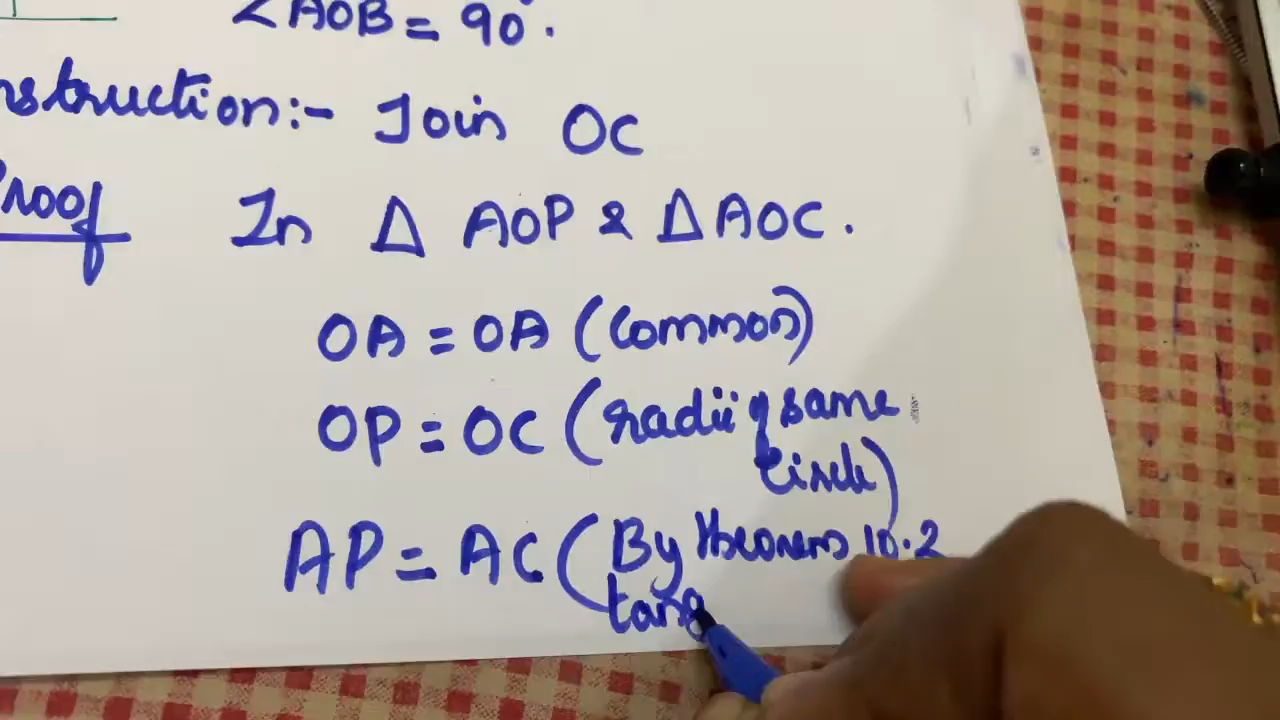 ∠AOB = 90°.
nstruction:- Join OC
Proof In Δ AOP & ΔAOC.
OA = OA (common)
OP = OC (radii of same
circle)
AP = AC (By theorem 10.2
tang